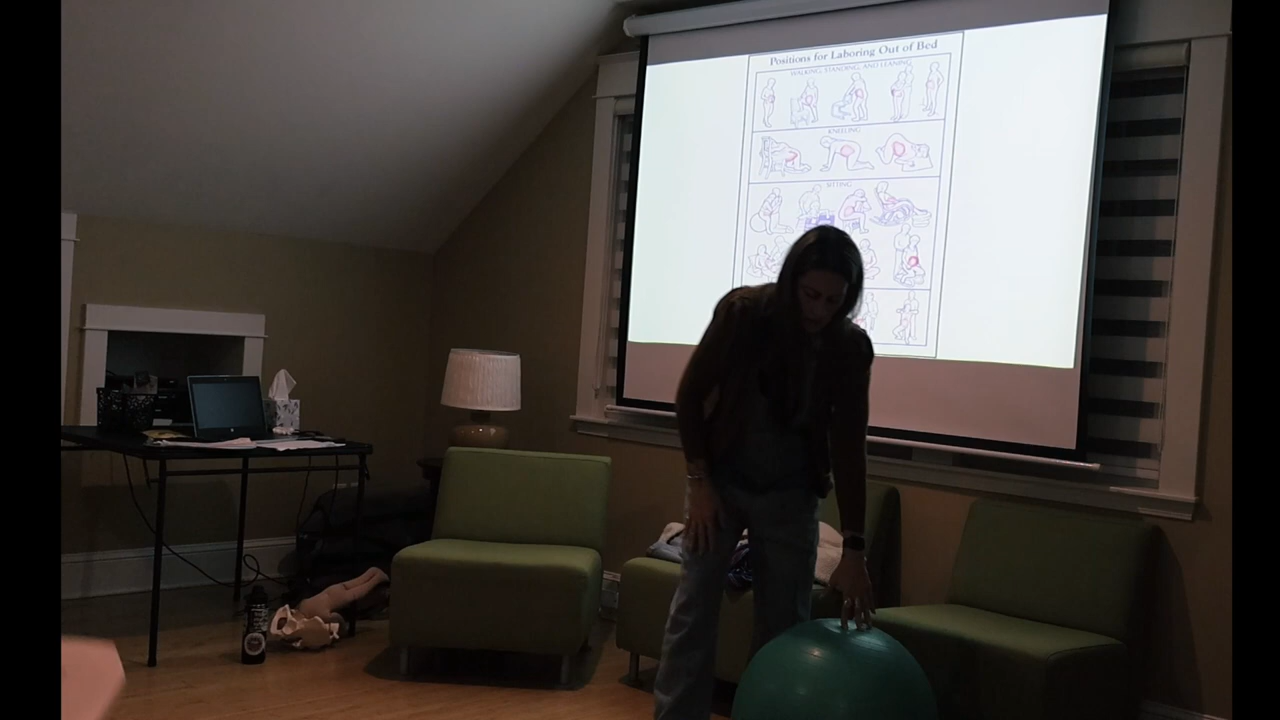 Positions for Laboring Out of Bed
WALKING, STANDING, AND LEANING
KNEELING
SITTING